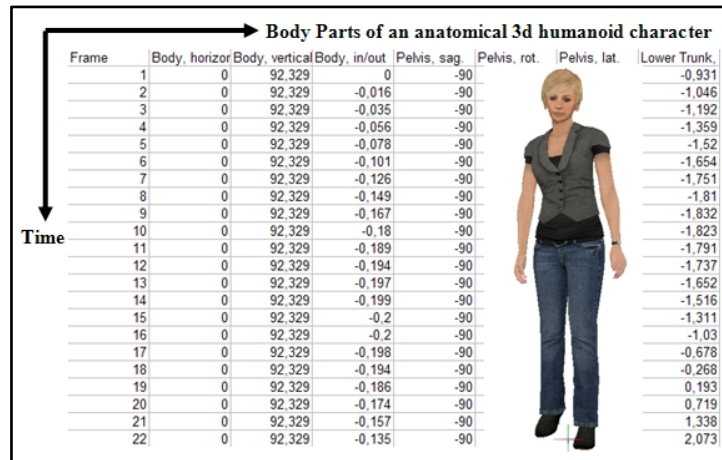 Body Parts of an anatomical 3d humanoid character
Frame Body, horizor Body, vertical Body, in/out Pelvis, sag. Pelvis, rot. Pelvis, lat. Lower Trunk,
1 0 92,329 0 -90 -0,931
2 0 92,329 -0,016 -90 -1,046
3 0 92,329 -0,035 -90 -1,192
4 0 92,329 -0,056 -90 -1,359
5 0 92,329 -0,078 -90 -1,52
6 0 92,329 -0,101 -90 -1,654
7 0 92,329 -0,126 -90 -1,751
8 0 92,329 -0,149 -90 -1,81
9 0 92,329 -0,167 -90 -1,832
Time 10 0 92,329 -0,18 -90 -1,823
11 0 92,329 -0,189 -90 -1,791
12 0 92,329 -0,194 -90 -1,737
13 0 92,329 -0,197 -90 -1,652
14 0 92,329 -0,199 -90 -1,516
15 0 92,329 -0,2 -90 -1,311
16 0 92,329 -0,2 -90 -1,03
17 0 92,329 -0,198 -90 -0,678
18 0 92,329 -0,194 -90 -0,268
19 0 92,329 -0,186 -90 0,193
20 0 92,329 -0,174 -90 0,719
21 0 92,329 -0,157 -90 1,338
22 0 92,329 -0,135 -90 2,073